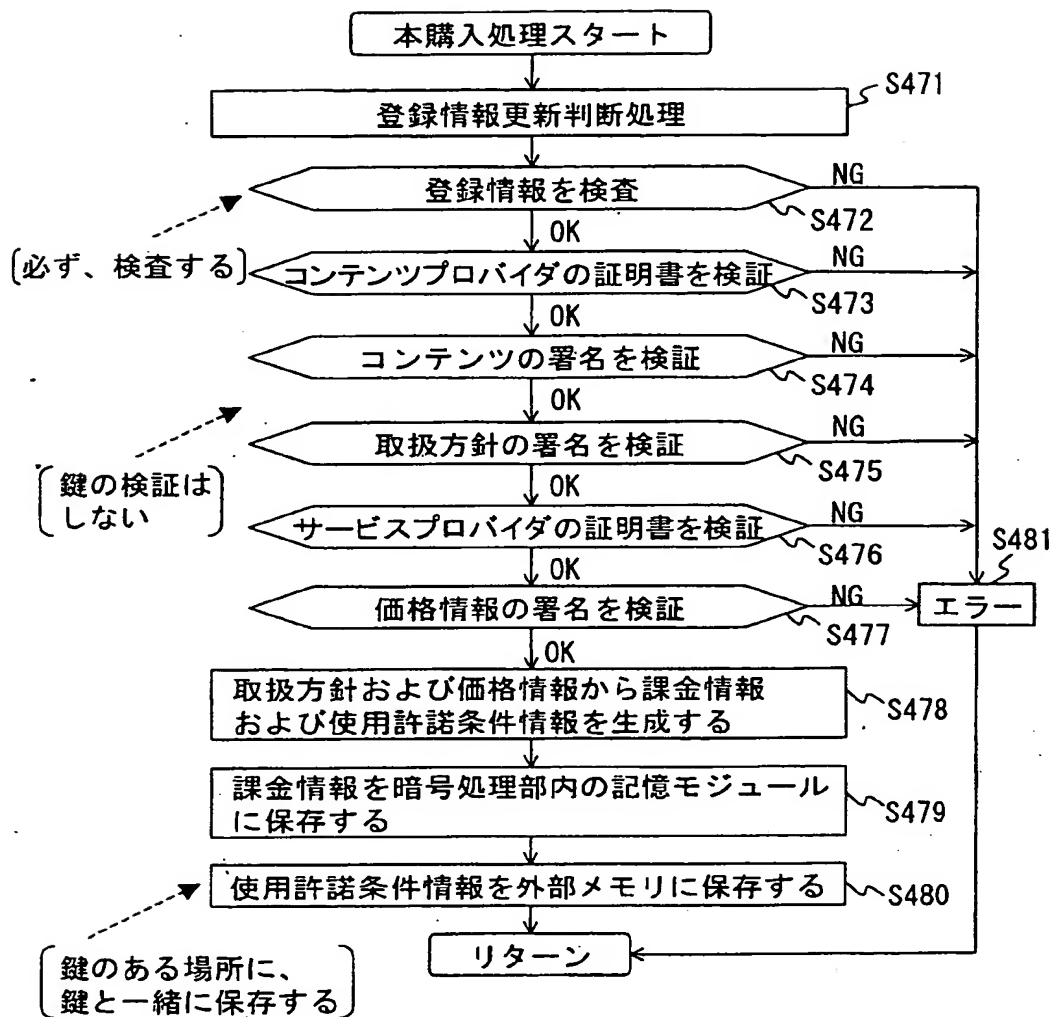 本購入処理スタート
S471
登録情報更新判断処理
登録情報を検査
NG
S472
OK
〔必ず、検査する〕
コンテンツプロバイダの証明書を検証
NG
S473
OK
コンテンツの署名を検証
NG
S474
OK
取扱方針の署名を検証
NG
S475
鍵の検証は
しない
OK
サービスプロバイダの証明書を検証
NG
S476
OK
S481
価格情報の署名を検証
NG
エラー
S477
OK
取扱方針および価格情報から課金情報
および使用許諾条件情報を生成する
S478
課金情報を暗号処理部内の記憶モジュール
に保存する
S479
使用許諾条件情報を外部メモリに保存する
S480
リターン
鍵のある場所に、
鍵と一緒に保存する